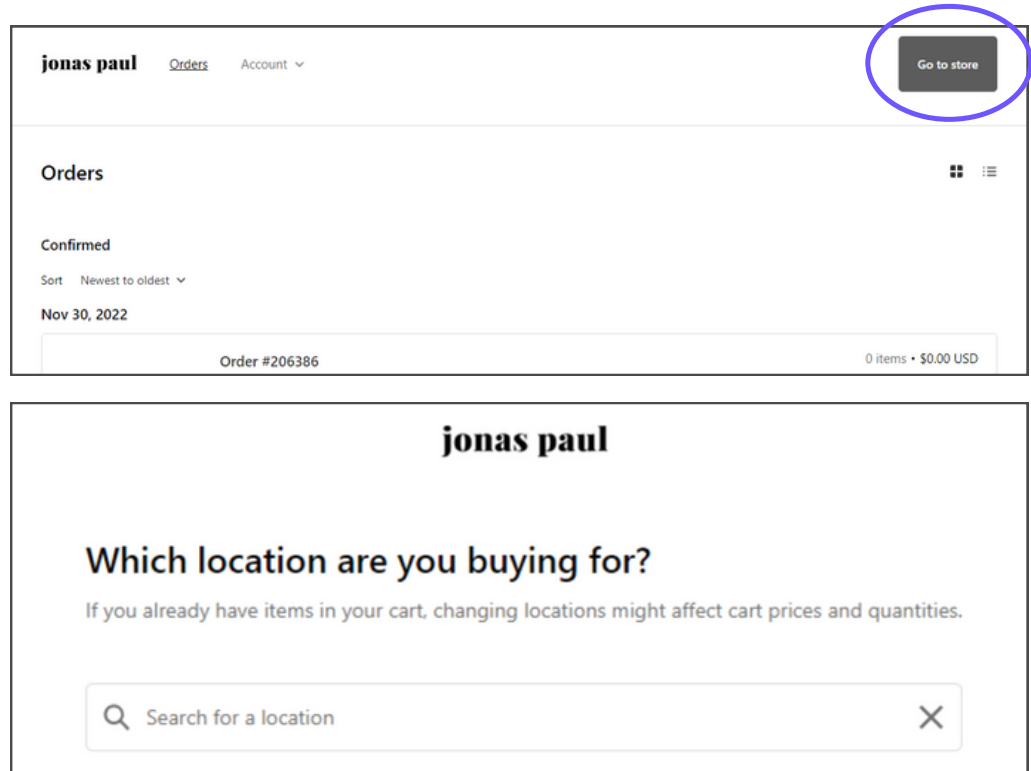 jonas paul Orders Account Go to store
Orders
Confirmed
Sort Newest to oldest
Nov 30, 2022
Order #206386 0 items • $0.00 USD
jonas paul
Which location are you buying for?
If you already have items in your cart, changing locations might affect cart prices and quantities.
Search for a location